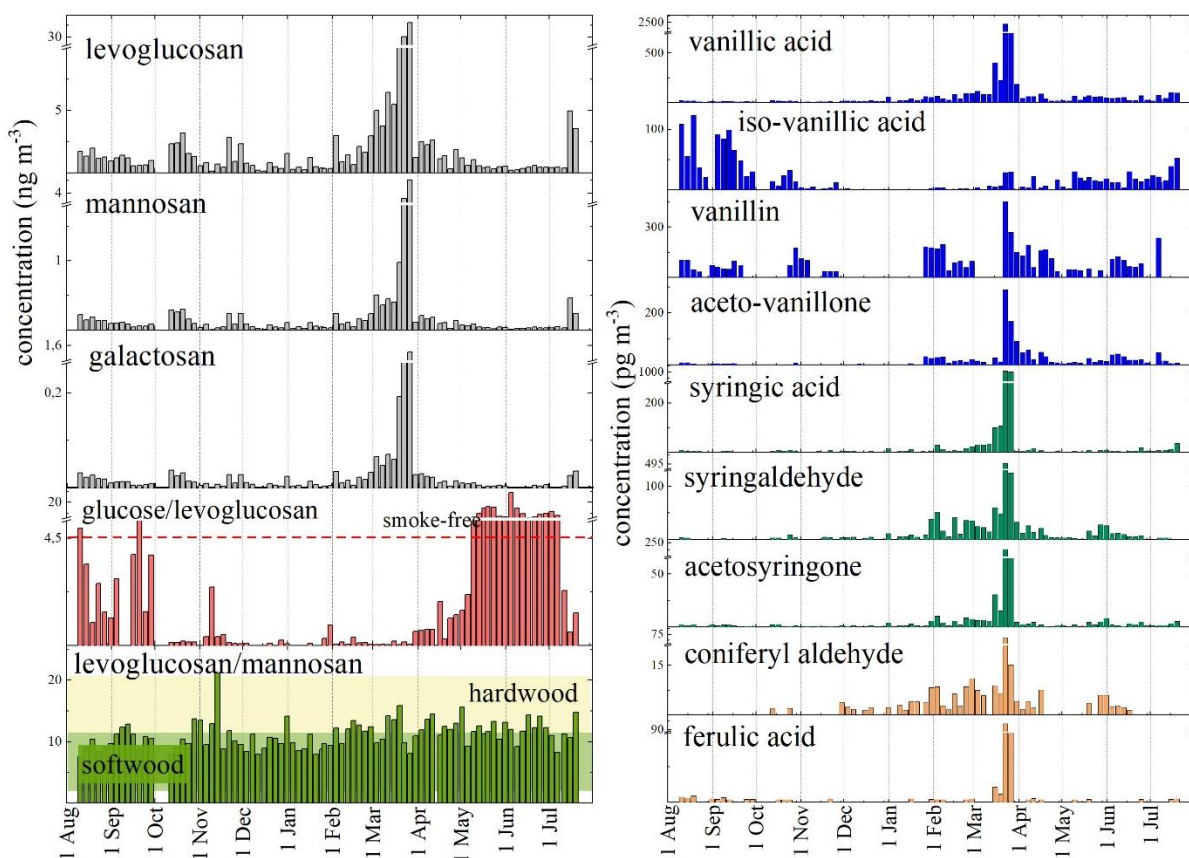 concentration (ng m⁻³)
30
levoglucosan
5
4
mannosan
1
1,6
galactosan
0,2
20
glucose/levoglucosan
smoke-free
4.5
levoglucosan/mannosan
20
hardwood
10
softwood
1 Aug
1 Sep
1 Oct
1 Nov
1 Dec
1 Jan
1 Feb
1 Mar
1 Apr
1 May
1 Jun
1 Jul
concentration (pg m⁻³)
2500
vanillic acid
500
iso-vanillic acid
100
vanillin
300
aceto-vanillone
200
1000
syringic acid
200
495
syringaldehyde
100
250
acetosyringone
50
75
coniferyl aldehyde
15
90
ferulic acid
1 Aug
1 Sep
1 Oct
1 Nov
1 Dec
1 Jan
1 Feb
1 Mar
1 Apr
1 May
1 Jun
1 Jul